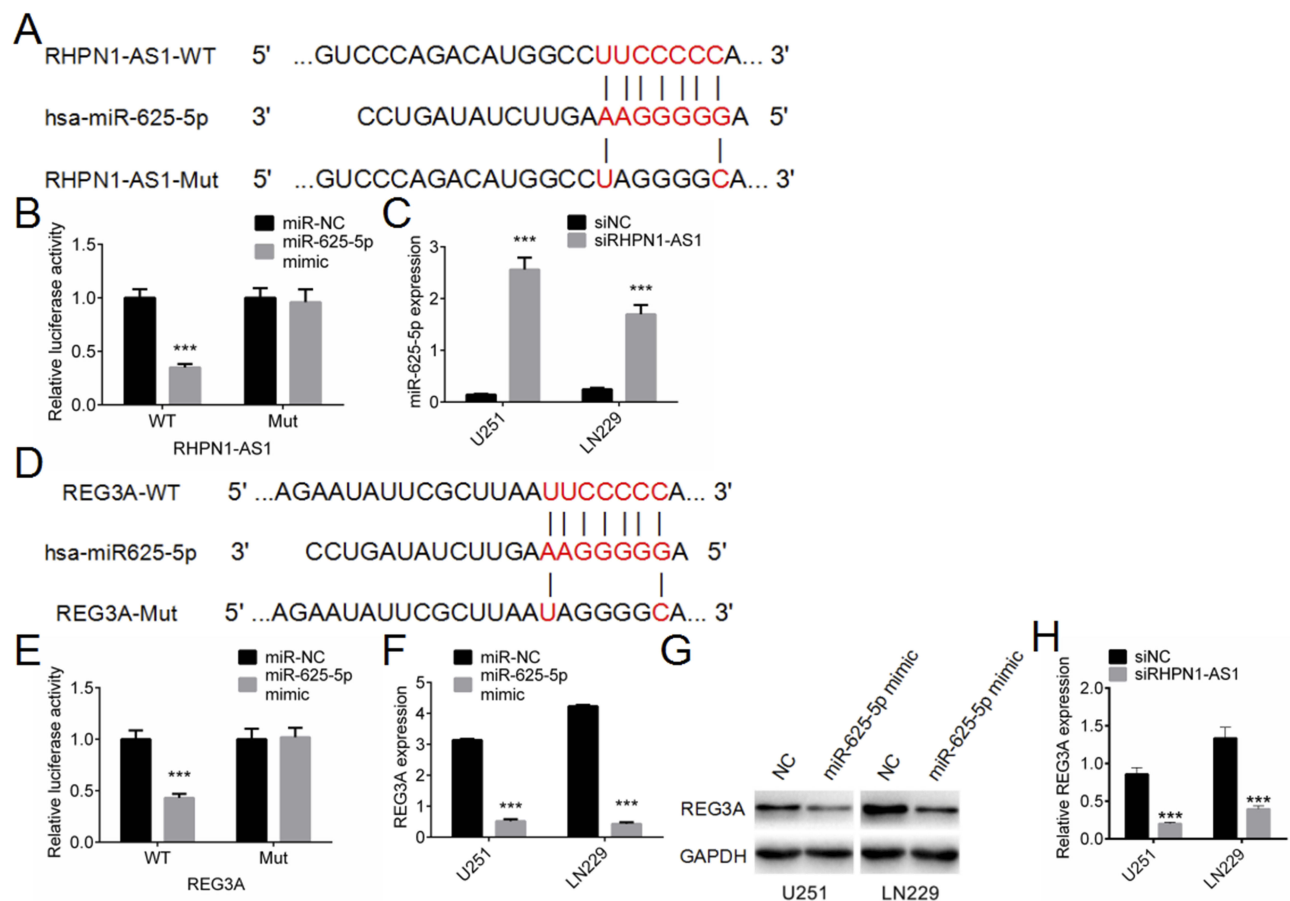 A
RHPN1-AS1-WT 5' ...GUCCCAGACAUGGCCUUCCCCCA... 3'
hsa-miR-625-5p 3' CCUGAUAUCUUGAAAGGGGGA 5'
RHPN1-AS1-Mut 5' ...GUCCCAGACAUGGCCUAGGGGCA... 3'
B
miR-NC
miR-625-5p
mimic
Relative luciferase activity
1.5
1.0
0.5
0.0
***
WT Mut
RHPN1-AS1
C
siNC
siRHPN1-AS1
miR-625-5p expression
3
2
1
0
***
***
U251 LN229
D
REG3A-WT 5' ...AGAAUAUUCGCUUAAUUCCCCCA... 3'
hsa-miR625-5p 3' CCUGAUAUCUUGAAAGGGGGA 5'
REG3A-Mut 5' ...AGAAUAUUCGCUUAAUAGGGGCA... 3'
E
miR-NC
miR-625-5p
mimic
Relative luciferase activity
1.5
1.0
0.5
0.0
***
WT Mut
REG3A
F
miR-NC
miR-625-5p
mimic
REG3A expression
5
4
3
2
1
0
***
***
U251 LN229
G
NC miR-625-5p mimic NC miR-625-5p mimic
REG3A
GAPDH
U251 LN229
H
siNC
siRHPN1-AS1
Relative REG3A expression
2.0
1.5
1.0
0.5
0.0
***
***
U251 LN229